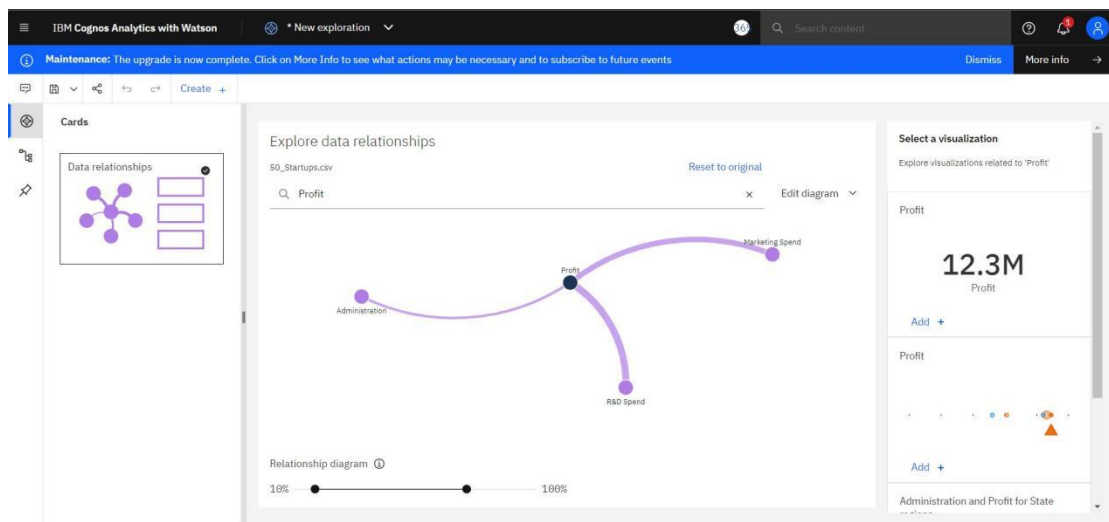 IBM Cognos Analytics with Watson
* New exploration
Search content
1
Maintenance: The upgrade is now complete. Click on More Info to see what actions may be necessary and to subscribe to future events
Dismiss
More info
Create +
Cards
Data relationships
Explore data relationships
50_Startups.csv
Reset to original
Profit
Edit diagram
Marketing Spend
Profit
Administration
R&D Spend
Relationship diagram
10%
100%
Select a visualization
Explore visualizations related to 'Profit'
Profit
12.3M
Profit
Add +
Profit
Add +
Administration and Profit for State